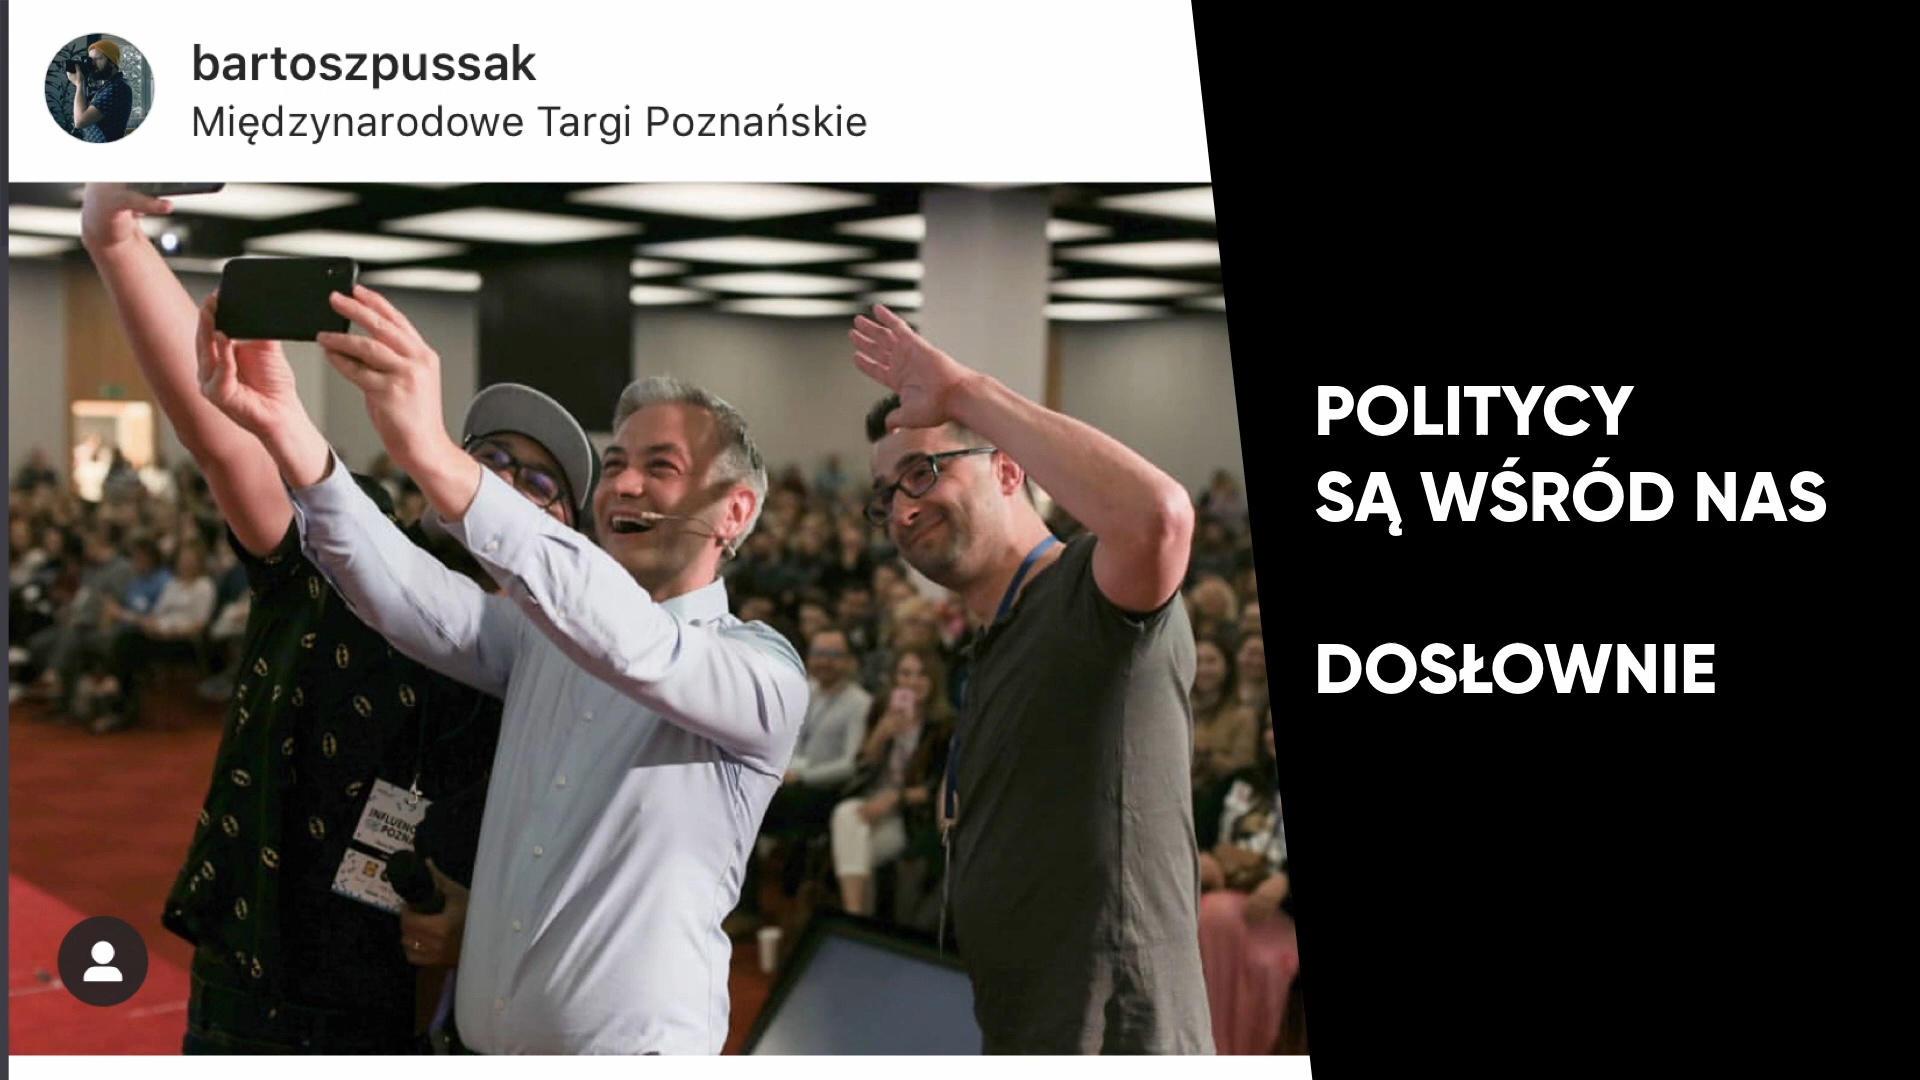 bartoszpussak
Międzynarodowe Targi Poznańskie
POLITYCY
SĄ WŚRÓD NAS
DOSŁOWNIE